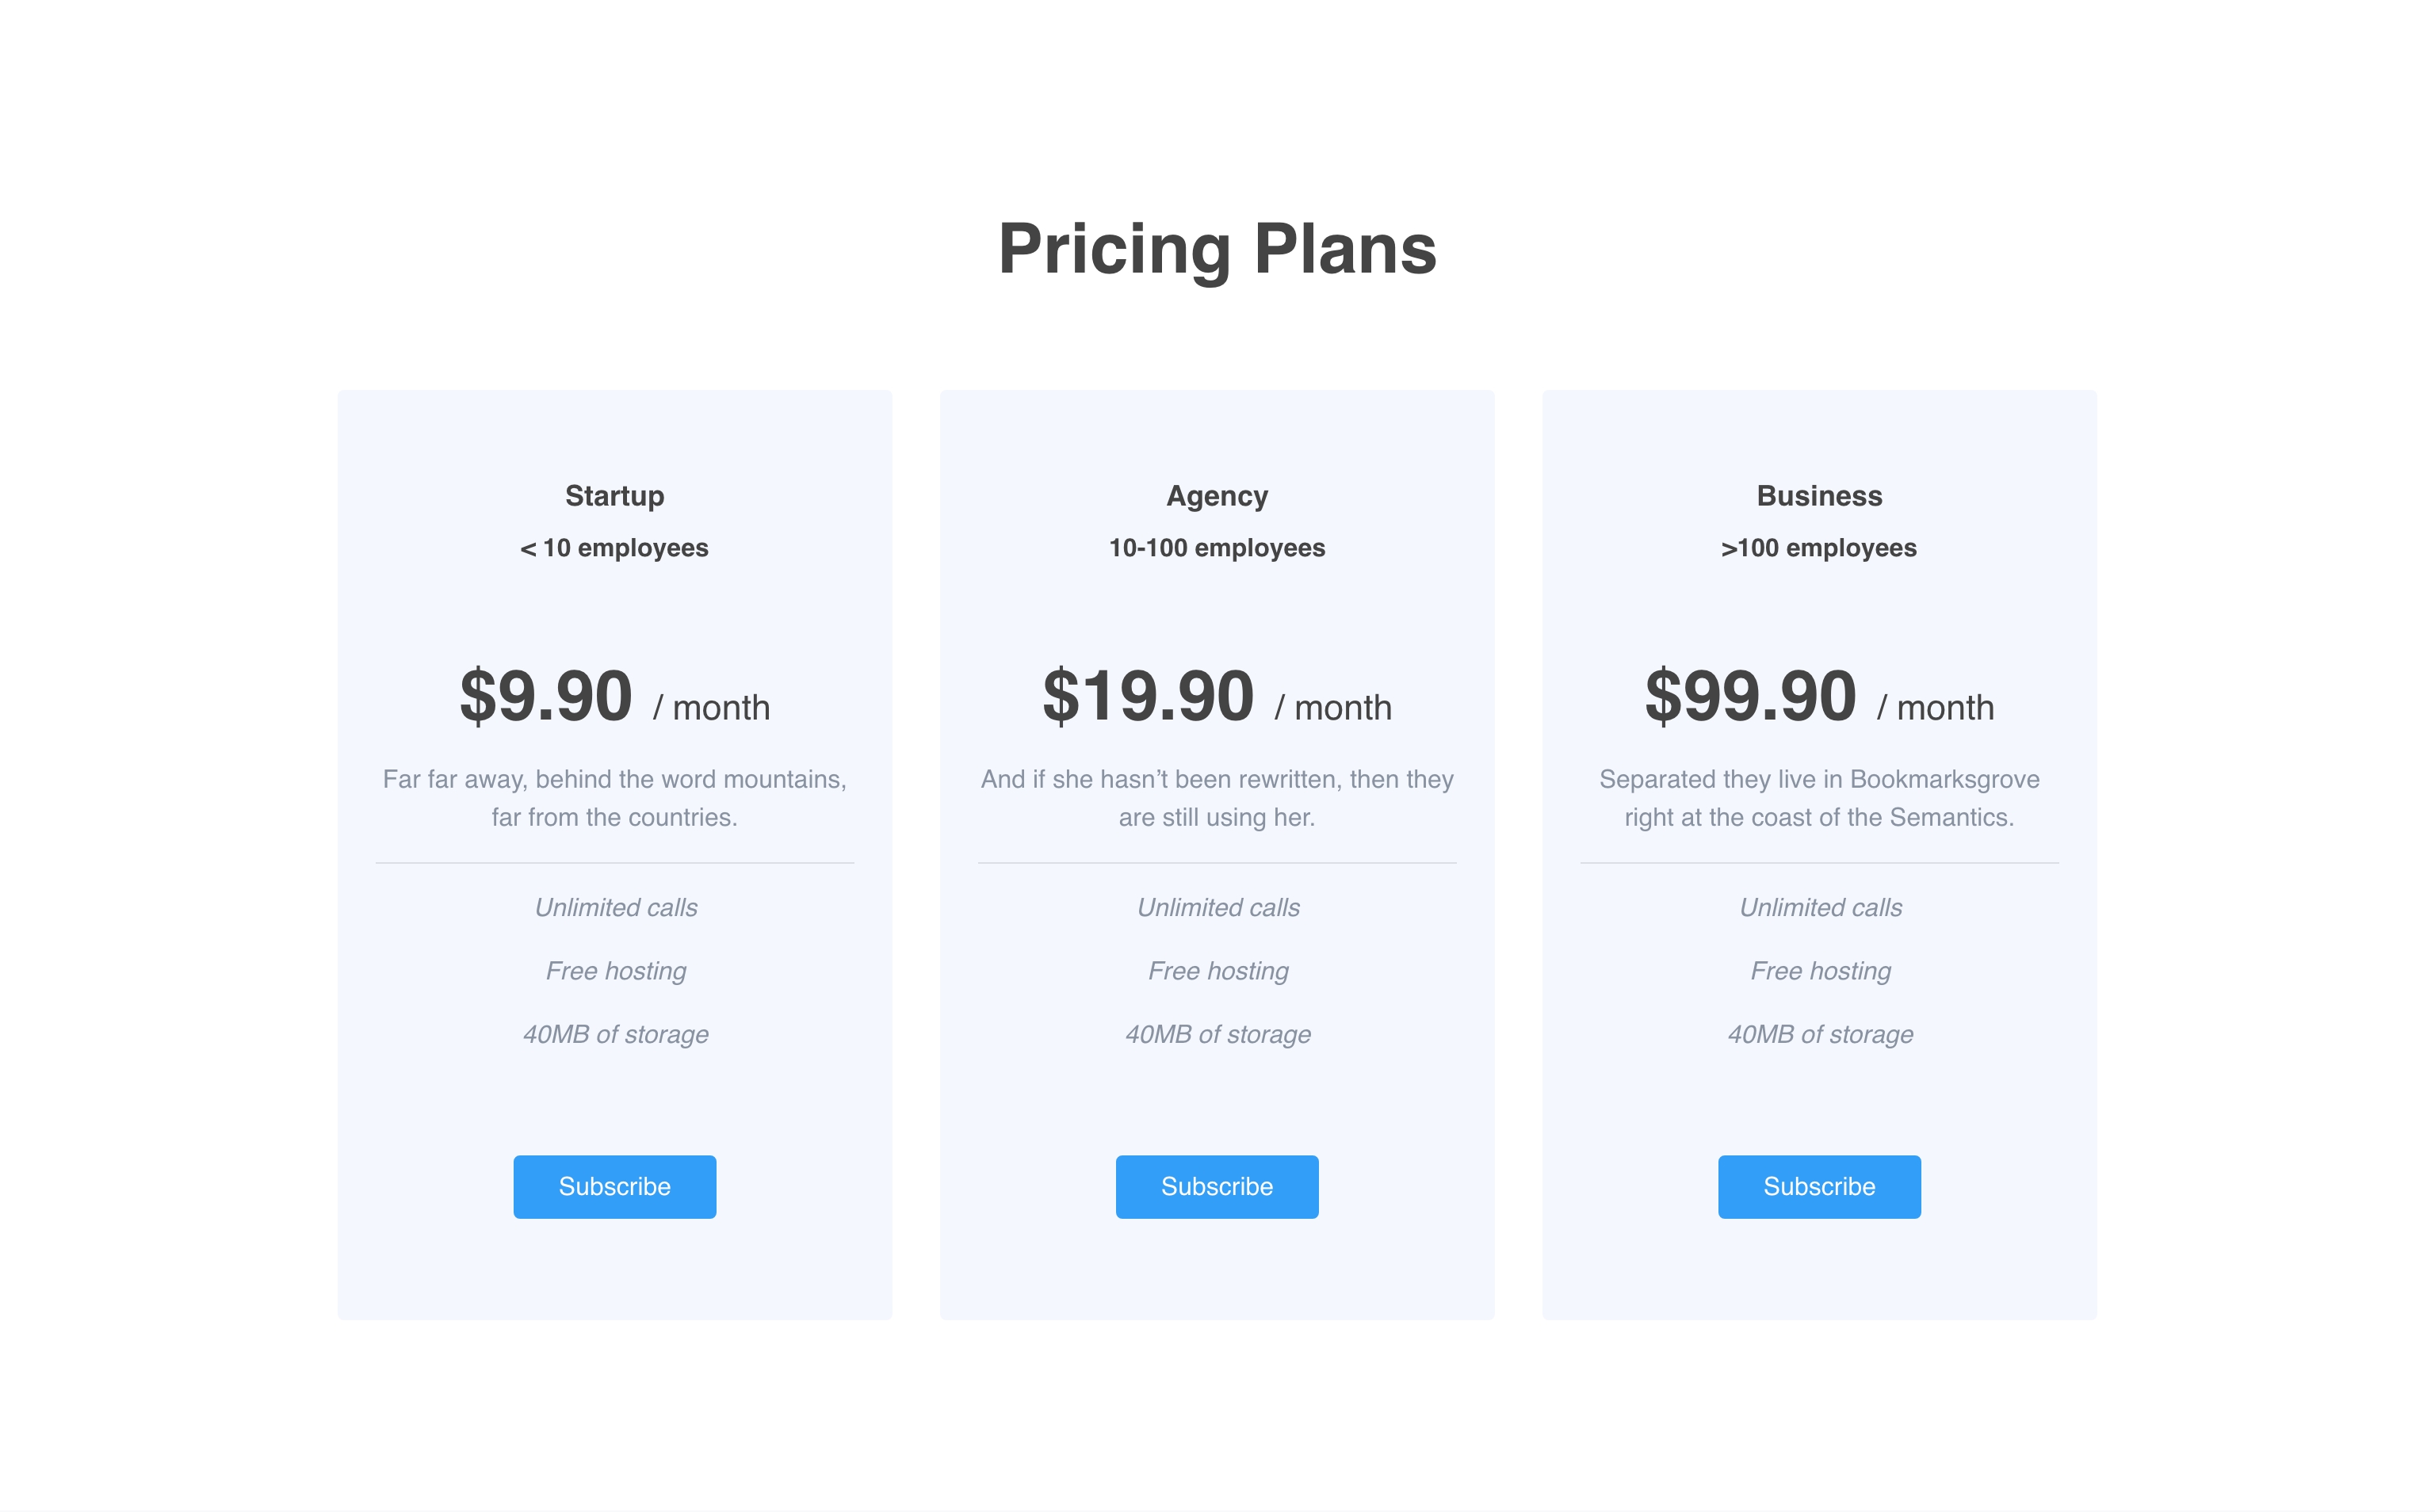 Pricing Plans
Startup
< 10 employees
$9.90 / month
Far far away, behind the word mountains,
far from the countries.
Unlimited calls
Free hosting
40MB of storage
Subscribe
Agency
10-100 employees
$19.90 / month
And if she hasn’t been rewritten, then they
are still using her.
Unlimited calls
Free hosting
40MB of storage
Subscribe
Business
>100 employees
$99.90 / month
Separated they live in Bookmarksgrove
right at the coast of the Semantics.
Unlimited calls
Free hosting
40MB of storage
Subscribe